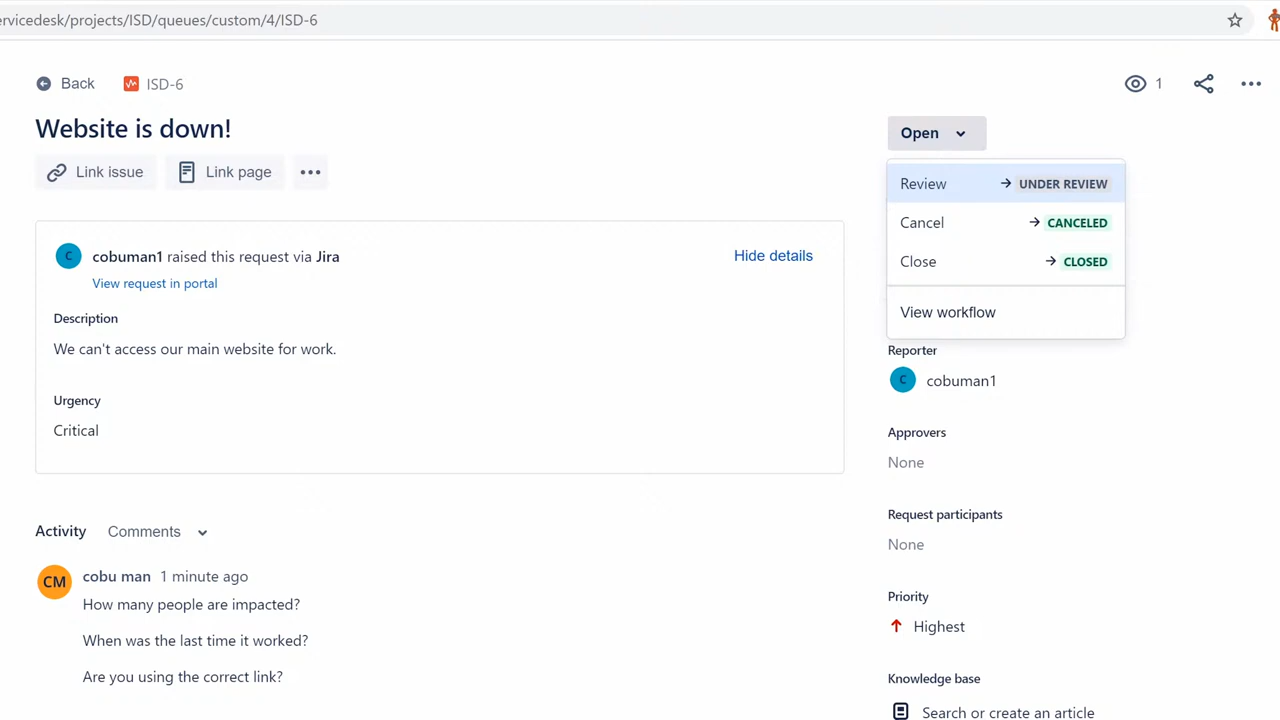 ervicedesk/projects/ISD/queues/custom/4/ISD-6
Back ISD-6
1
Website is down!
Open
Link issue Link page
Review → UNDER REVIEW
Cancel → CANCELED
Close → CLOSED
View workflow
cobuman1 raised this request via Jira
Hide details
View request in portal
Description
We can't access our main website for work.
Urgency
Critical
Reporter
C cobuman1
Approvers
None
Request participants
None
Priority
Highest
Knowledge base
Search or create an article
Activity Comments
CM cobu man 1 minute ago
How many people are impacted?
When was the last time it worked?
Are you using the correct link?